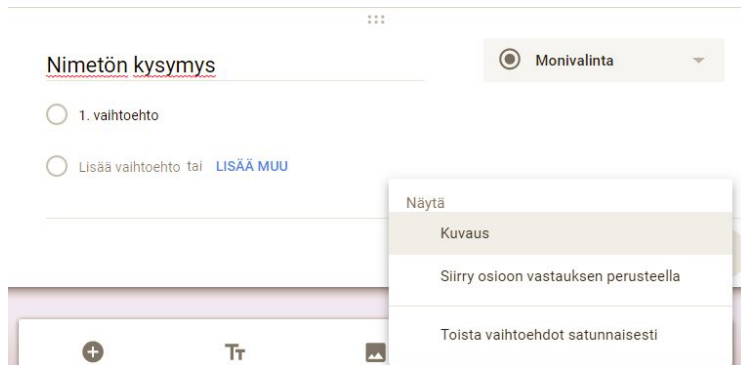 Nimetön kysymys
Monivalinta
1. vaihtoehto
Lisää vaihtoehto tai LISÄÄ MUU
Näytä
Kuvaus
Siirry osioon vastauksen perusteella
Toista vaihtoehdot satunnaisesti
Tт